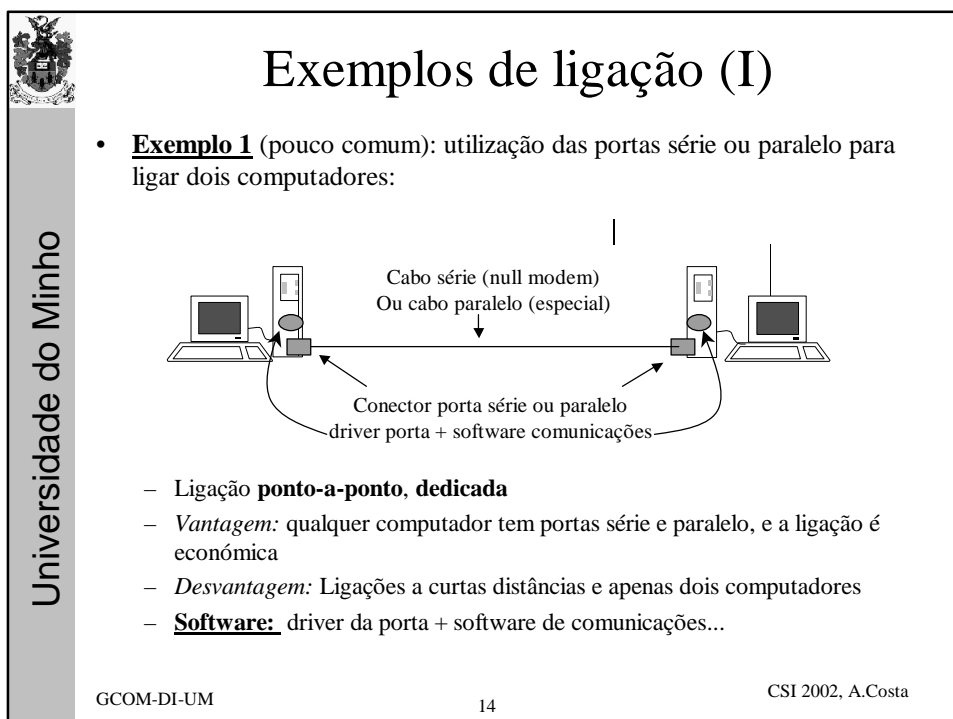 Exemplos de ligação (I)
• Exemplo 1 (pouco comum): utilização das portas série ou paralelo para
ligar dois computadores:
Cabo série (null modem)
Ou cabo paralelo (especial)
Conector porta série ou paralelo
driver porta + software comunicações
– Ligação ponto-a-ponto, dedicada
– Vantagem: qualquer computador tem portas série e paralelo, e a ligação é
económica
– Desvantagem: Ligações a curtas distâncias e apenas dois computadores
– Software: driver da porta + software de comunicações...
Universidade do Minho
GCOM-DI-UM
14
CSI 2002, A.Costa